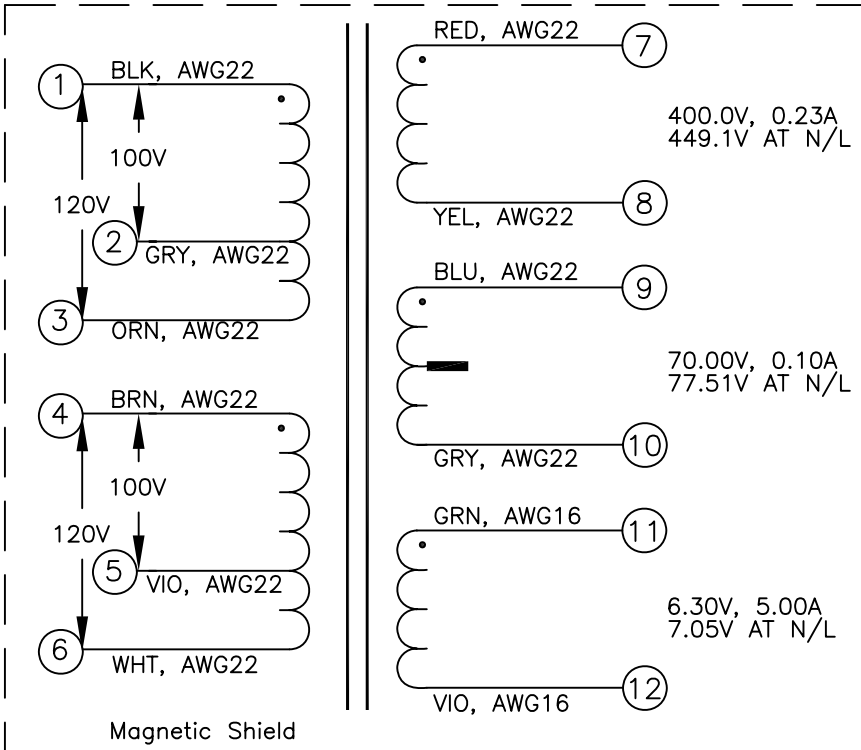 1
BLK, AWG22
100V
120V
2
GRY, AWG22
3
ORN, AWG22
4
BRN, AWG22
100V
120V
5
VIO, AWG22
6
WHT, AWG22
Magnetic Shield
RED, AWG22
7
400.0V, 0.23A
449.1V AT N/L
YEL, AWG22
8
BLU, AWG22
9
70.00V, 0.10A
77.51V AT N/L
GRY, AWG22
10
GRN, AWG16
11
6.30V, 5.00A
7.05V AT N/L
VIO, AWG16
12